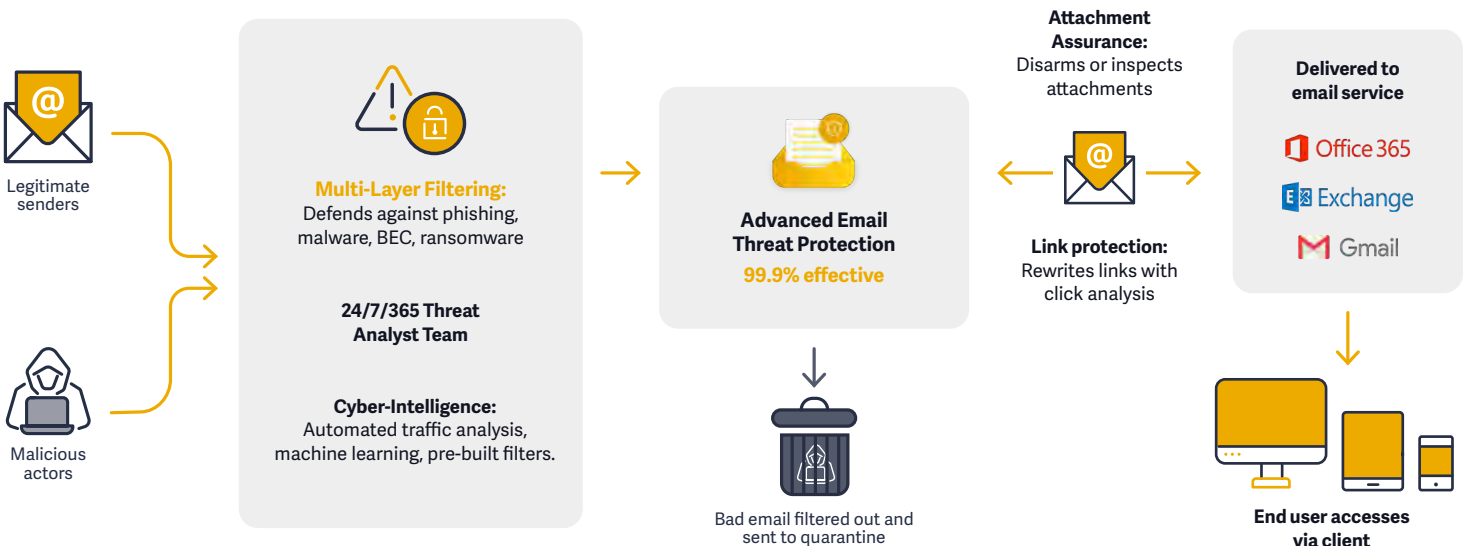 @
Legitimate
senders
Malicious
actors
Multi-Layer Filtering:
Defends against phishing,
malware, BEC, ransomware
24/7/365 Threat
Analyst Team
Cyber-Intelligence:
Automated traffic analysis,
machine learning, pre-built filters.
Advanced Email
Threat Protection
99.9% effective
Bad email filtered out and
sent to quarantine
Attachment
Assurance:
Disarms or inspects
attachments
@
Link protection:
Rewrites links with
click analysis
Delivered to
email service
Office 365
Exchange
Gmail
End user accesses
via client